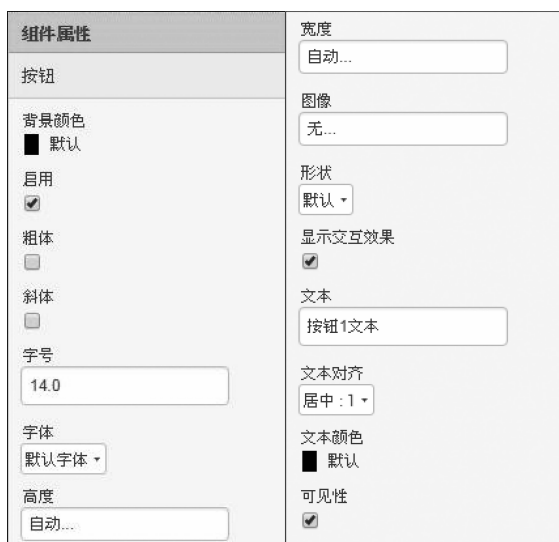 组件属性
按钮
背景颜色
默认
启用
粗体
斜体
字号
14.0
字体
默认字体
高度
自动...
宽度
自动...
图像
无...
形状
默认
显示交互效果
文本
按钮1文本
文本对齐
居中 : 1
文本颜色
默认
可见性